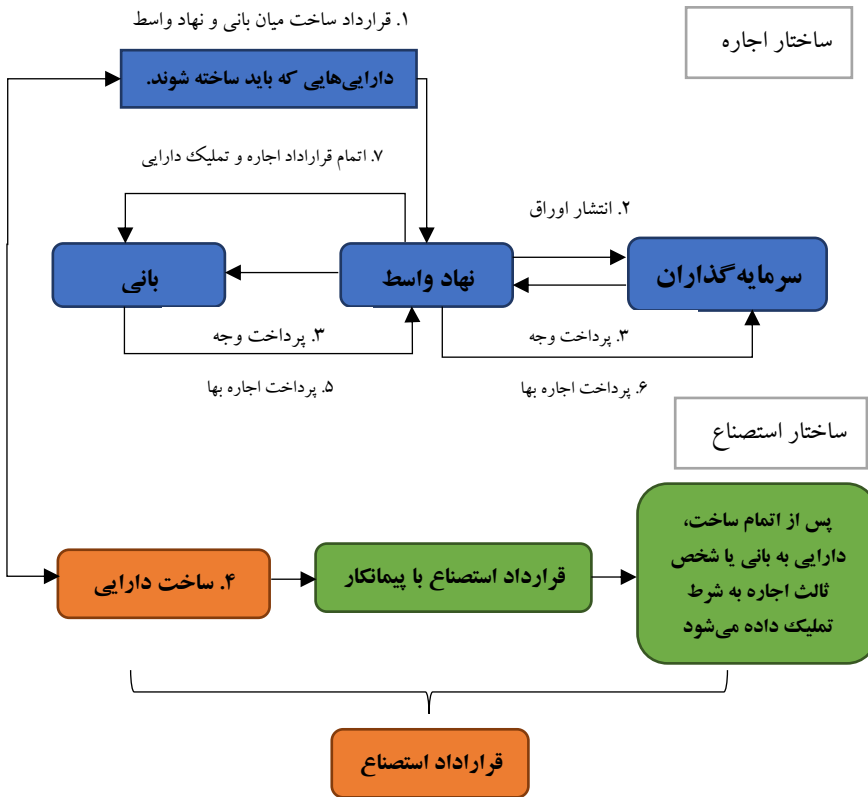 ساختار اجاره
۱. قرارداد ساخت میان بانی و نهاد واسط
دارایی‌هایی که باید ساخته شوند.
۷. اتمام قراراداد اجاره و تملیک دارایی
۲. انتشار اوراق
سرمایه‌گذاران
نهاد واسط
بانی
۳. پرداخت وجه
۳. پرداخت وجه
۶. پرداخت اجاره بها
۵. پرداخت اجاره بها
ساختار استصناع
پس از اتمام ساخت،
دارایی به بانی یا شخص
ثالث اجاره به شرط
تملیک داده می‌شود
قرارداد استصناع با پیمانکار
۴. ساخت دارایی
قراراداد استصناع